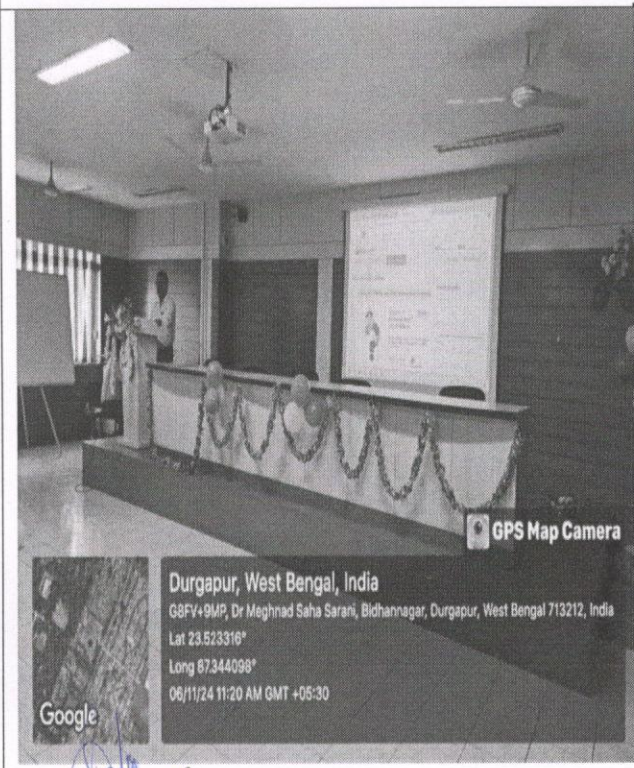 GPS Map Camera
Durgapur, West Bengal, India
G8FV+9MP, Dr Meghnad Saha Sarani, Bidhannagar, Durgapur, West Bengal 713212, India
Lat 23.523316°
Long 87.344098°
06/11/24 11:20 AM GMT +05:30
Google